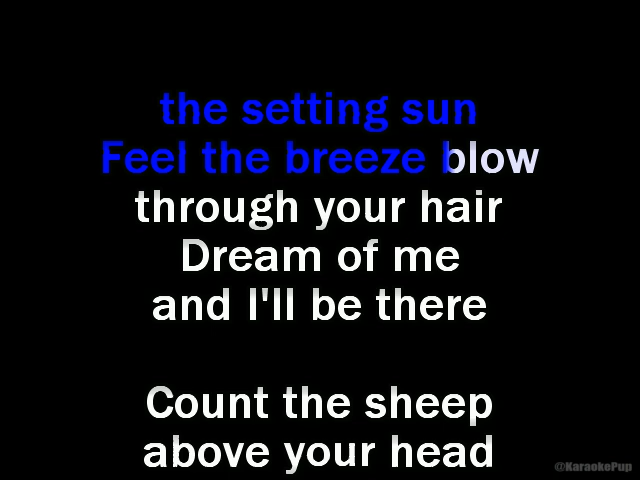 the setting sun
Feel the breeze blow
through your hair
Dream of me
and I'll be there
Count the sheep
above your head
@KaraokePup